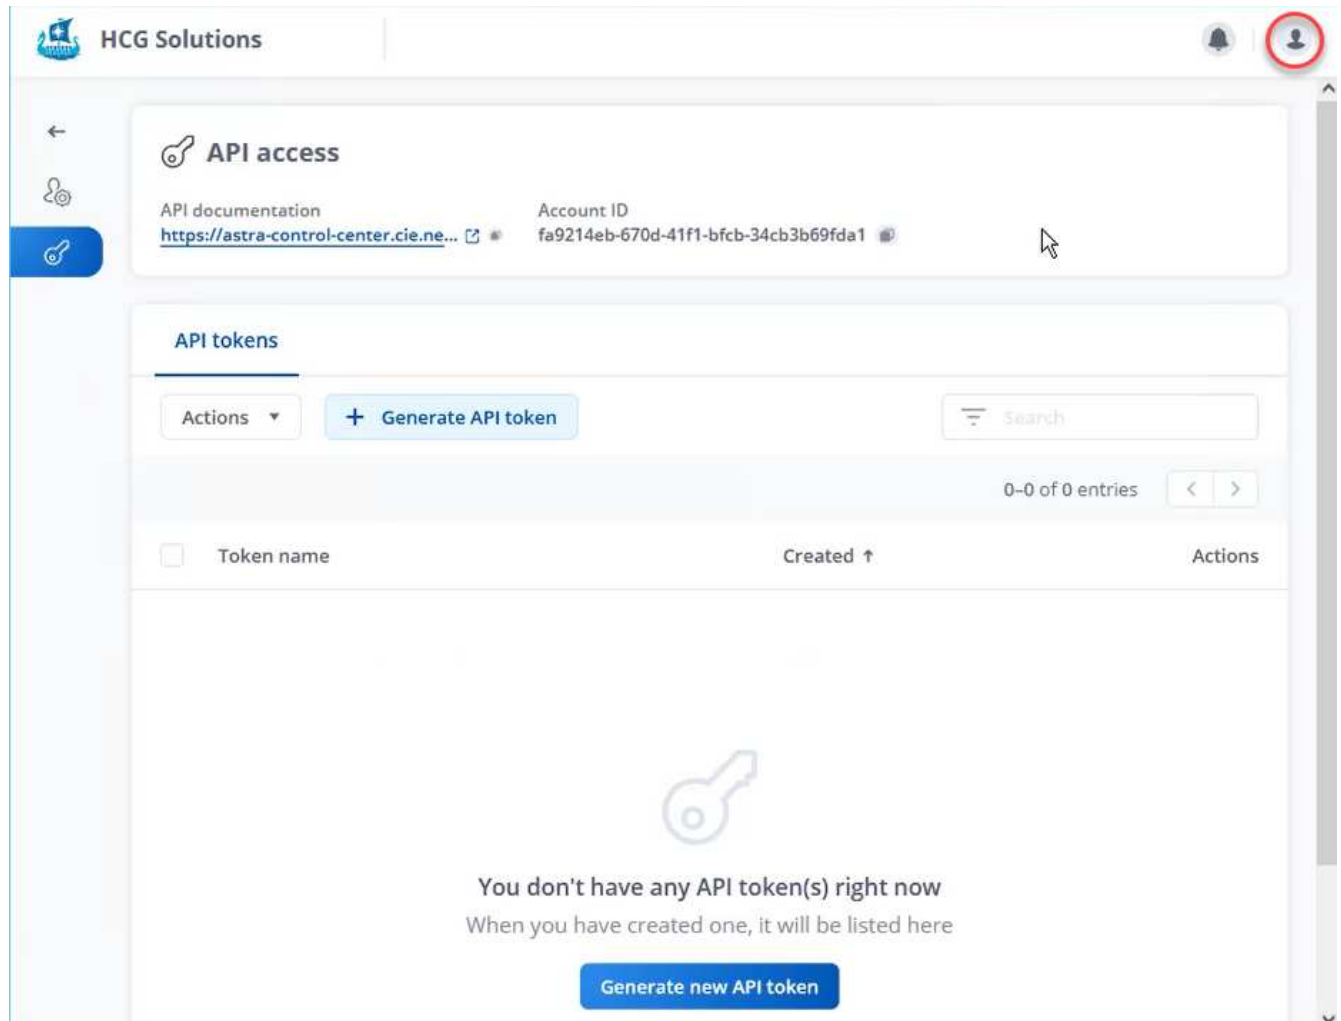 HCG Solutions
API access
API documentation
Account ID
https://astra-control-center.cie.ne...
fa9214eb-670d-41f1-bfcb-34cb3b69fda1
API tokens
Actions
+ Generate API token
Search
0–0 of 0 entries
Token name
Created ↑
Actions
You don't have any API token(s) right now
When you have created one, it will be listed here
Generate new API token